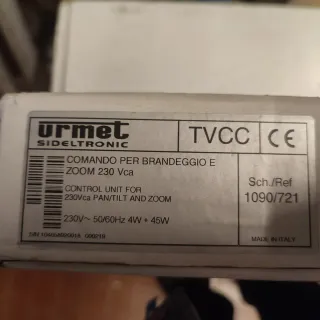 urmet
SIDELTRONIC
TVCC CE
COMANDO PER BRANDEGGIO E
ZOOM 230 Vca
CONTROL UNIT FOR
230Vca PAN/TILT AND ZOOM
230V~ 50/60Hz 4W + 45W
Sch./Ref
1090/721
MADE IN ITALY
S/N